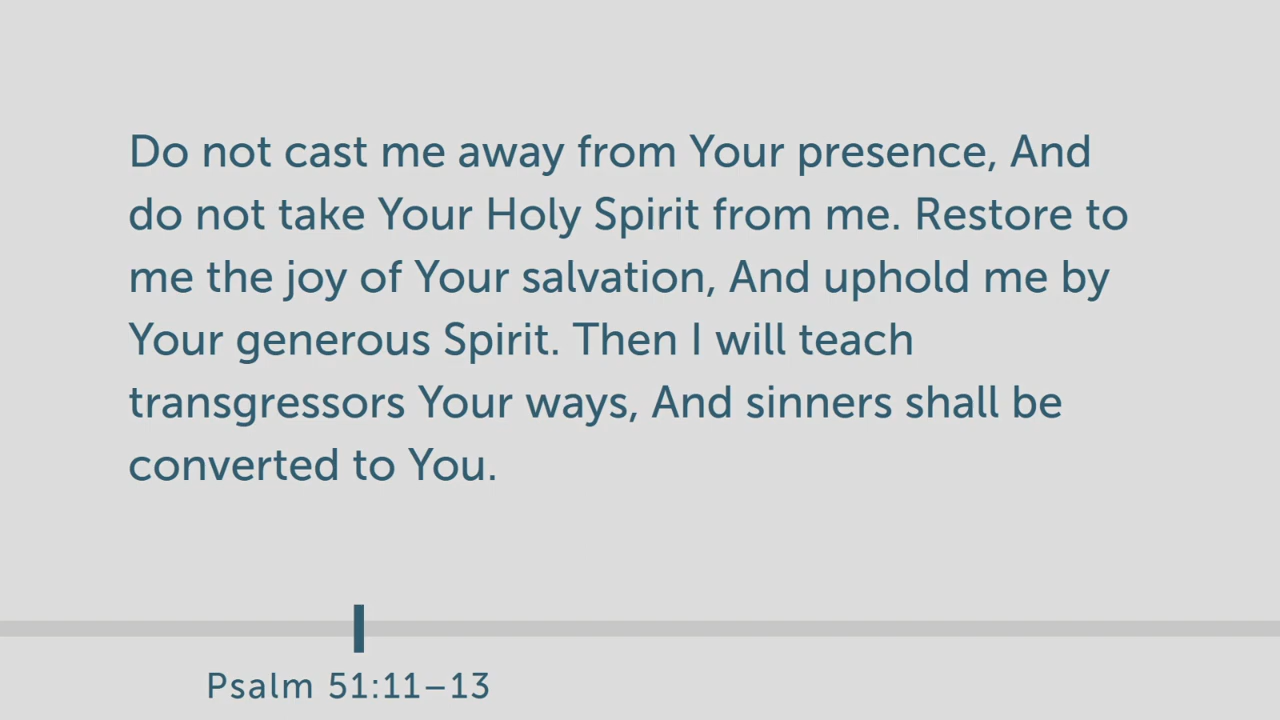 Do not cast me away from Your presence, And
do not take Your Holy Spirit from me. Restore to
me the joy of Your salvation, And uphold me by
Your generous Spirit. Then I will teach
transgressors Your ways, And sinners shall be
converted to You.
Psalm 51:11–13